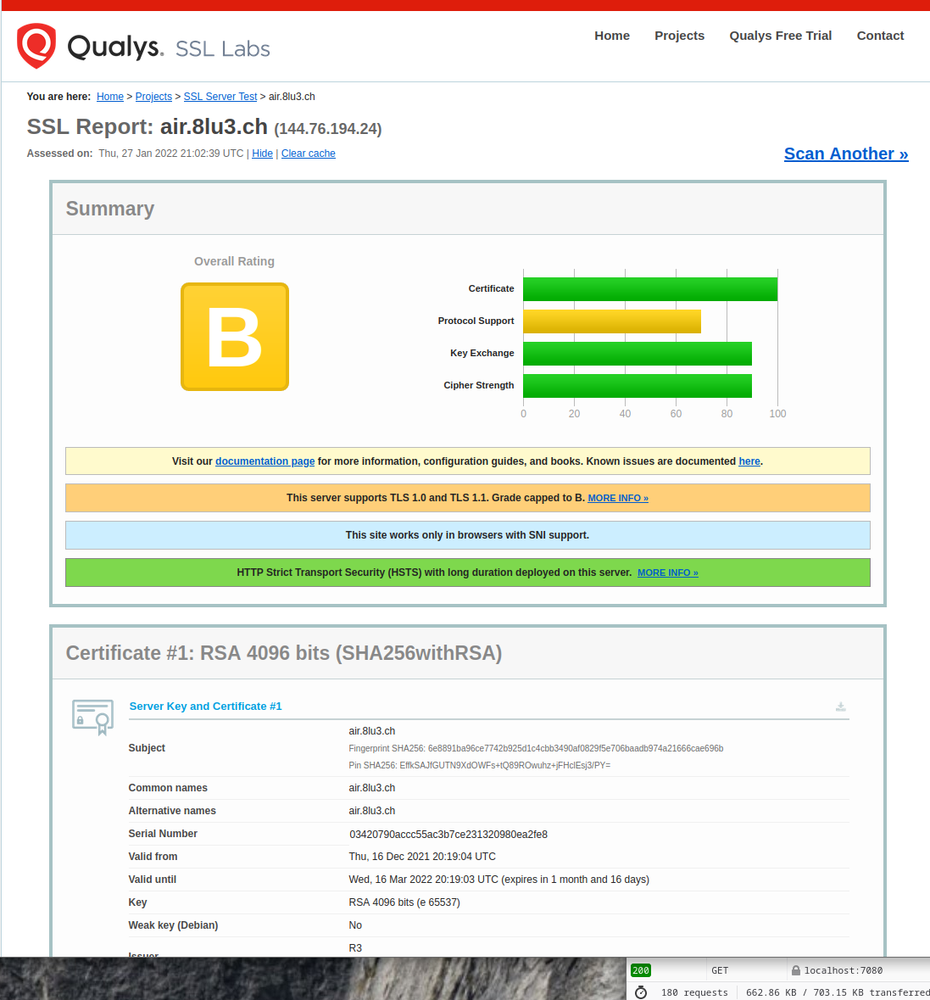 Qualys. SSL Labs
Home Projects Qualys Free Trial Contact
You are here: Home > Projects > SSL Server Test > air.8lu3.ch
SSL Report: air.8lu3.ch (144.76.194.24)
Assessed on: Thu, 27 Jan 2022 21:02:39 UTC | Hide | Clear cache
Scan Another »
Summary
Overall Rating
B
Certificate
Protocol Support
Key Exchange
Cipher Strength
0 20 40 60 80 100
Visit our documentation page for more information, configuration guides, and books. Known issues are documented here.
This server supports TLS 1.0 and TLS 1.1. Grade capped to B. MORE INFO »
This site works only in browsers with SNI support.
HTTP Strict Transport Security (HSTS) with long duration deployed on this server. MORE INFO »
Certificate #1: RSA 4096 bits (SHA256withRSA)
Server Key and Certificate #1
Subject
air.8lu3.ch
Fingerprint SHA256: 6e8891ba96ce7742b925d1c4cbb3490af0829f5e706baadb974a21666cae696b
Pin SHA256: EffkSAJfGUTN9XdOWFs+tQ89ROwuhz+jFHclEsj3/PY=
Common names air.8lu3.ch
Alternative names air.8lu3.ch
Serial Number 03420790accc55ac3b7ce231320980ea2fe8
Valid from Thu, 16 Dec 2021 20:19:04 UTC
Valid until Wed, 16 Mar 2022 20:19:03 UTC (expires in 1 month and 16 days)
Key RSA 4096 bits (e 65537)
Weak key (Debian) No
Issuer R3
200 GET localhost:7080
180 requests 662.86 KB / 703.15 KB transferred